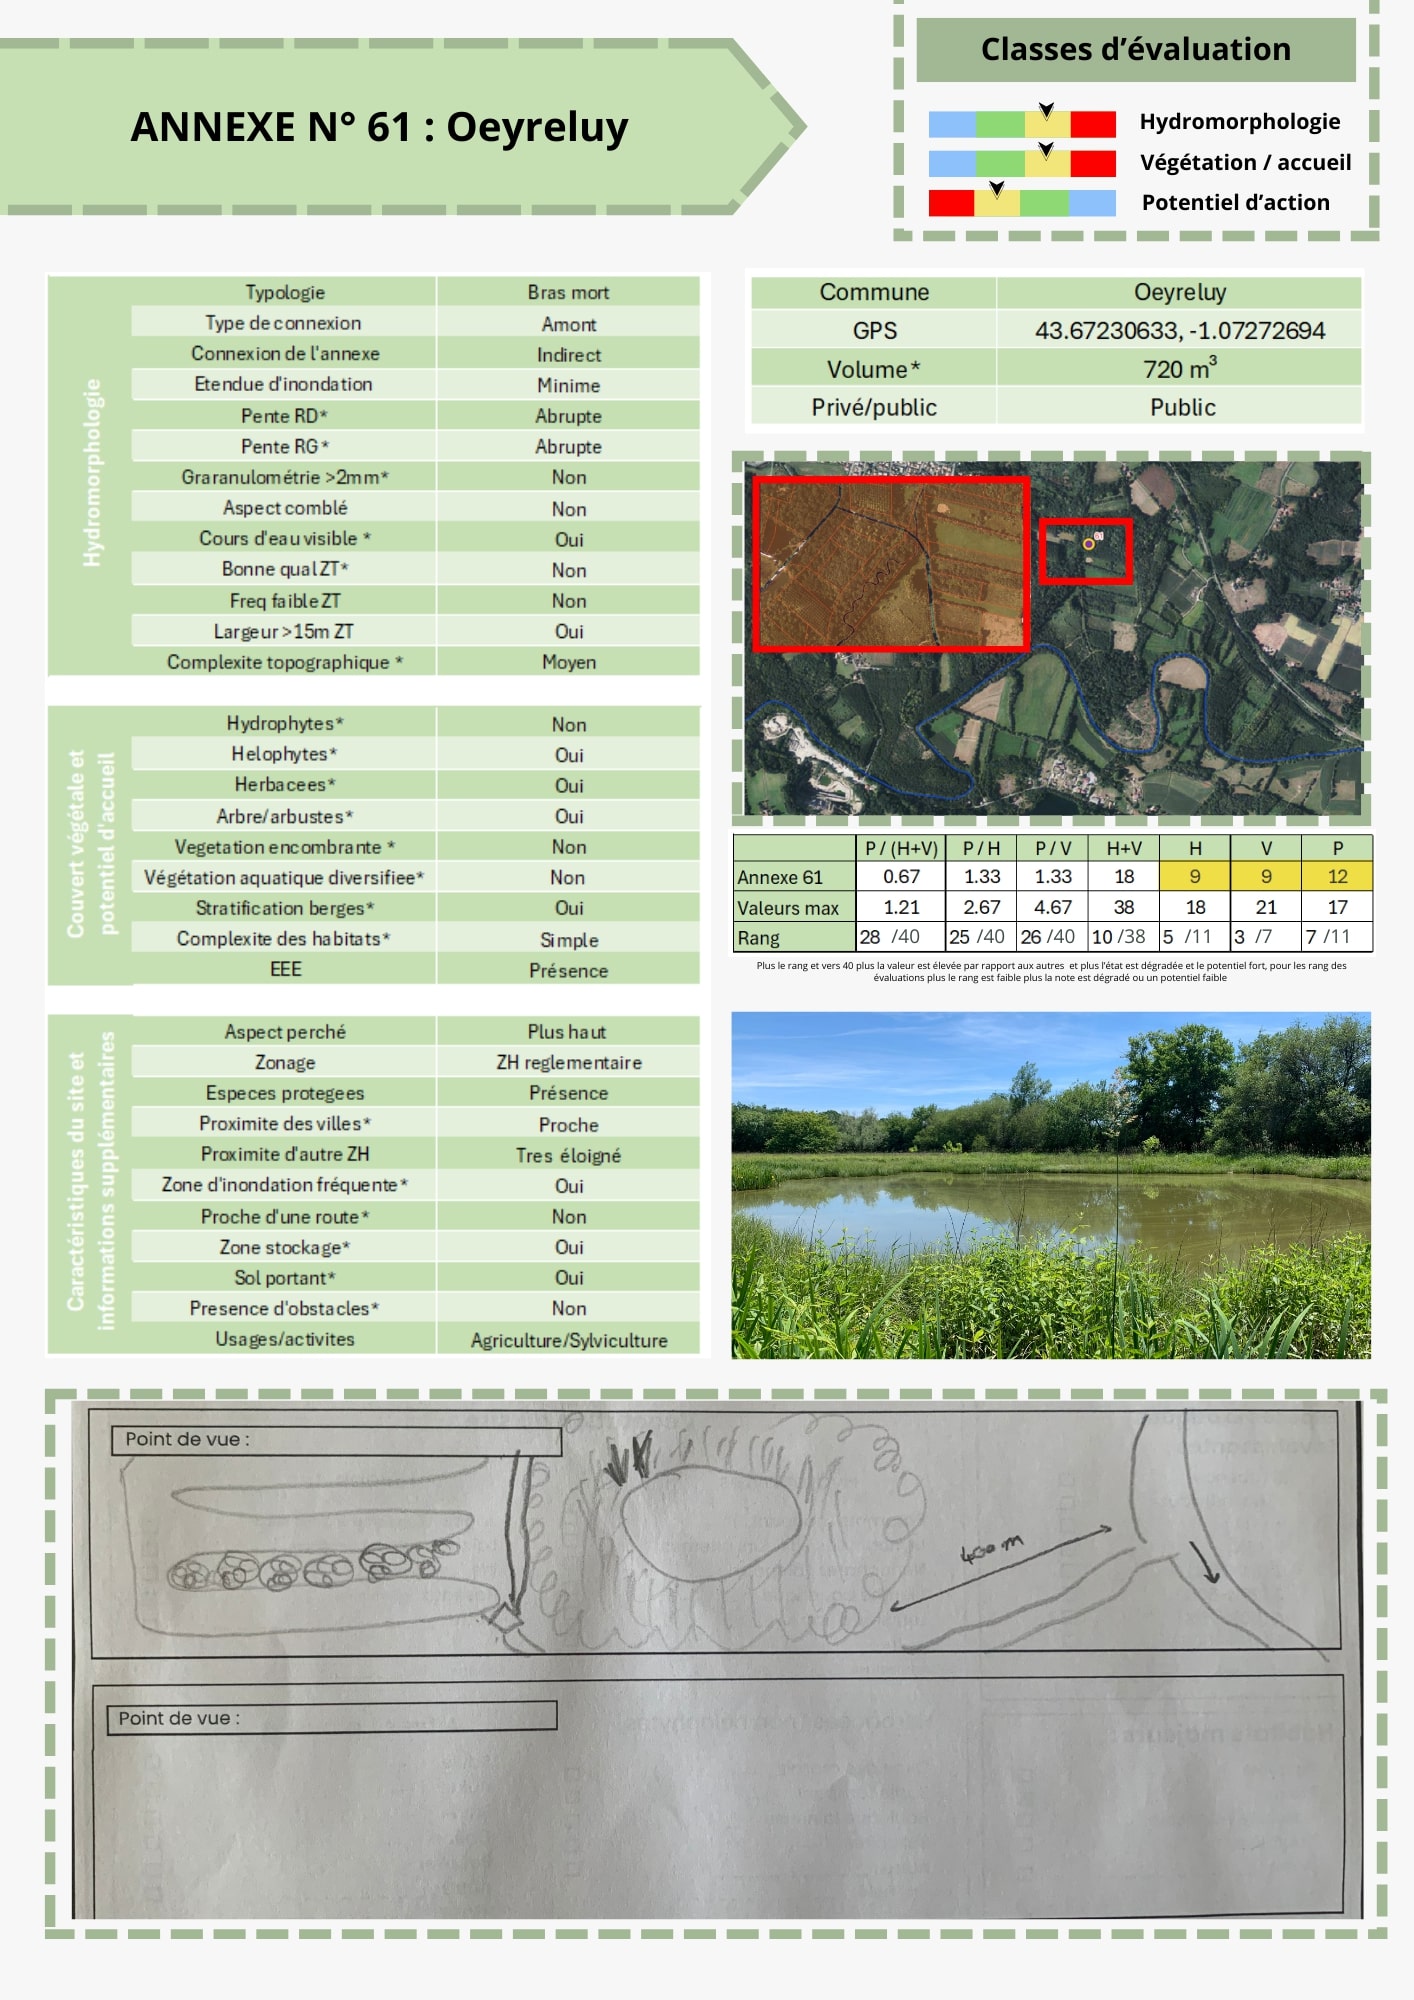 ANNEXE N° 61 : Oeyreluy
Classes d’évaluation
Hydromorphologie
Végétation / accueil
Potentiel d’action
Hydromorphologie
Typologie Bras mort
Type de connexion Amont
Connexion de l'annexe Indirect
Etendue d'inondation Minime
Pente RD* Abrupte
Pente RG* Abrupte
Graranulométrie >2mm* Non
Aspect comblé Non
Cours d'eau visible * Oui
Bonne qual ZT* Non
Freq faible ZT Non
Largeur >15m ZT Oui
Complexite topographique * Moyen
Couvert végétale et
potentiel d'accueil
Hydrophytes* Non
Helophytes* Oui
Herbacees* Oui
Arbre/arbustes* Oui
Vegetation encombrante * Non
Végétation aquatique diversifiee* Non
Stratification berges* Oui
Complexite des habitats* Simple
EEE Présence
Caractéristiques du site et
informations supplémentaires
Aspect perché Plus haut
Zonage ZH reglementaire
Especes protegees Présence
Proximite des villes* Proche
Proximite d'autre ZH Tres éloigné
Zone d'inondation fréquente* Oui
Proche d'une route* Non
Zone stockage* Oui
Sol portant* Oui
Presence d'obstacles* Non
Usages/activites Agriculture/Sylviculture
Commune Oeyreluy
GPS 43.67230633, -1.07272694
Volume* 720 m³
Privé/public Public
61
P / (H+V) P / H P / V H+V H V P
Annexe 61 0.67 1.33 1.33 18 9 9 12
Valeurs max 1.21 2.67 4.67 38 18 21 17
Rang 28 /40 25 /40 26 /40 10 /38 5 /11 3 /7 7 /11
Plus le rang et vers 40 plus la valeur est élevée par rapport aux autres et plus l’état est dégradée et le potentiel fort, pour les rang des
évaluations plus le rang est faible plus la note est dégradé ou un potentiel faible
Point de vue :
400 m
Point de vue :